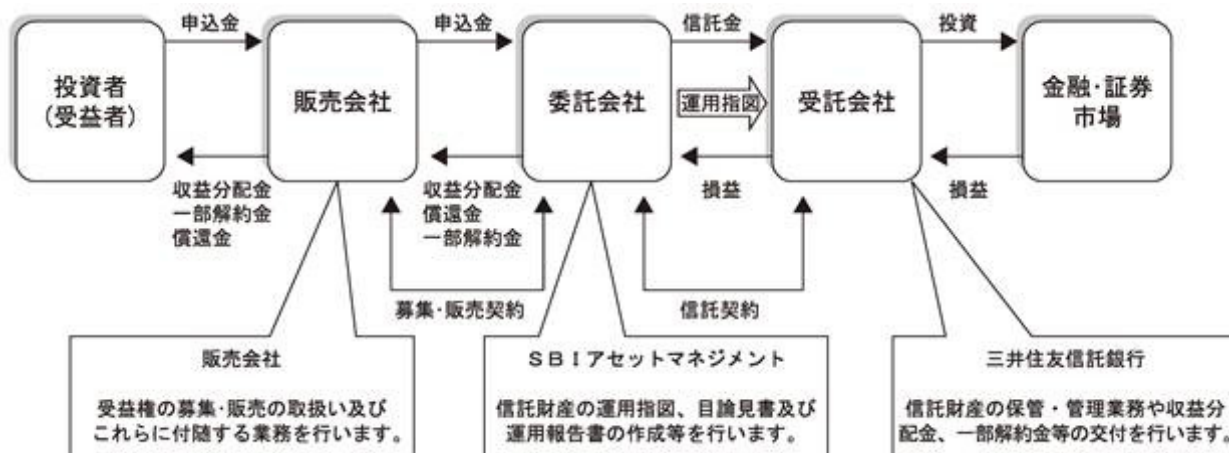 申込金
申込金
信託金
投資
投資者
(受益者)
販売会社
委託会社
運用指図
受託会社
金融・証券
市場
収益分配金
一部解約金
償還金
収益分配金
償還金
一部解約金
損益
損益
募集・販売契約
信託契約
販売会社
受益権の募集・販売の取扱い及び
これらに付随する業務を行います。
ＳＢＩアセットマネジメント
信託財産の運用指図、目論見書及び
運用報告書の作成等を行います。
三井住友信託銀行
信託財産の保管・管理業務や収益分
配金、一部解約金等の交付を行います。